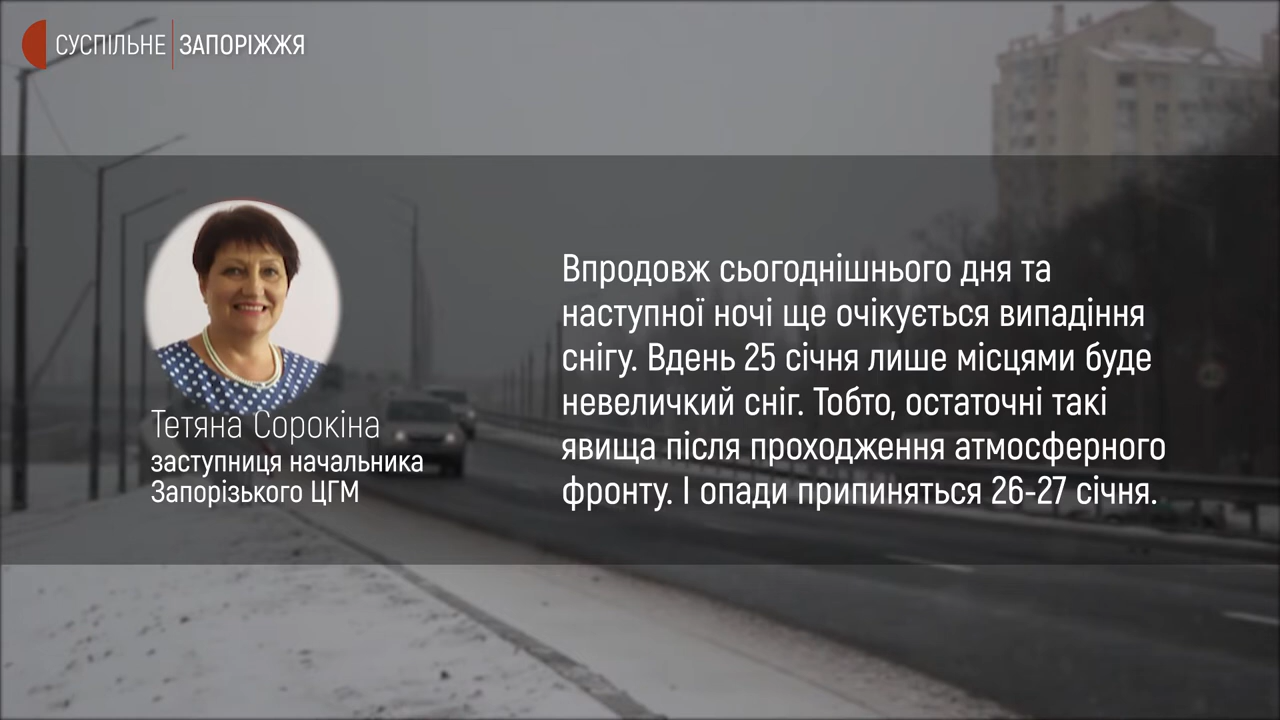 СУСПІЛЬНЕ ЗАПОРІЖЖЯ
Тетяна Сорокіна
заступниця начальника
Запорізького ЦГМ
Впродовж сьогоднішнього дня та
наступної ночі ще очікується випадіння
снігу. Вдень 25 січня лише місцями буде
невеличкий сніг. Тобто, остаточні такі
явища після проходження атмосферного
фронту. І опади припиняться 26-27 січня.